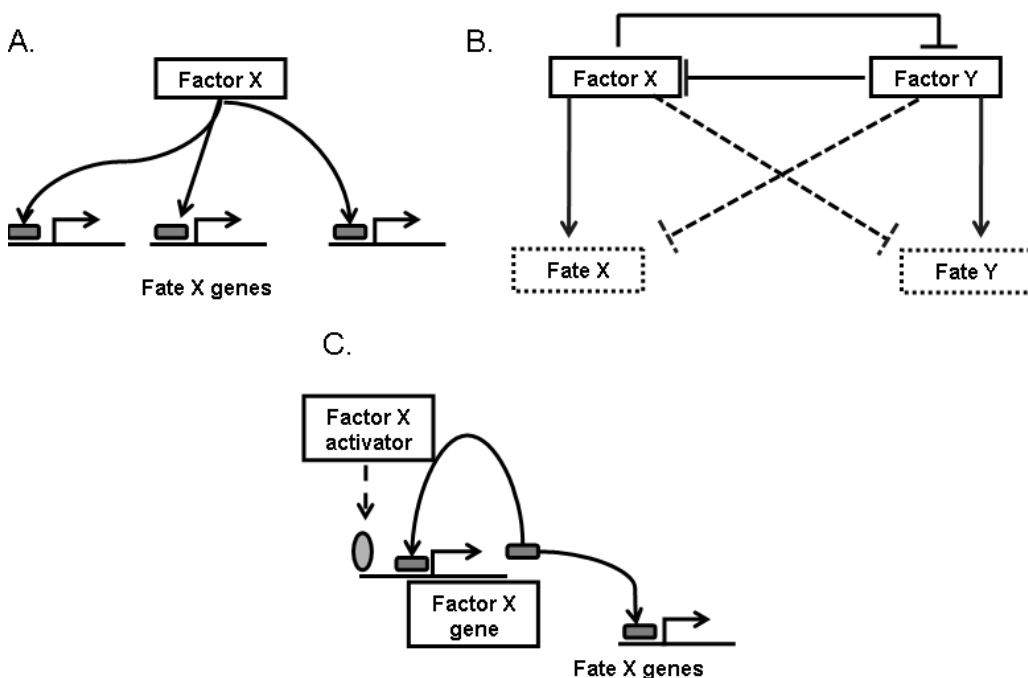 A.
Factor X
Fate X genes
B.
Factor X
Factor Y
Fate X
Fate Y
C.
Factor X
activator
Factor X
gene
Fate X genes